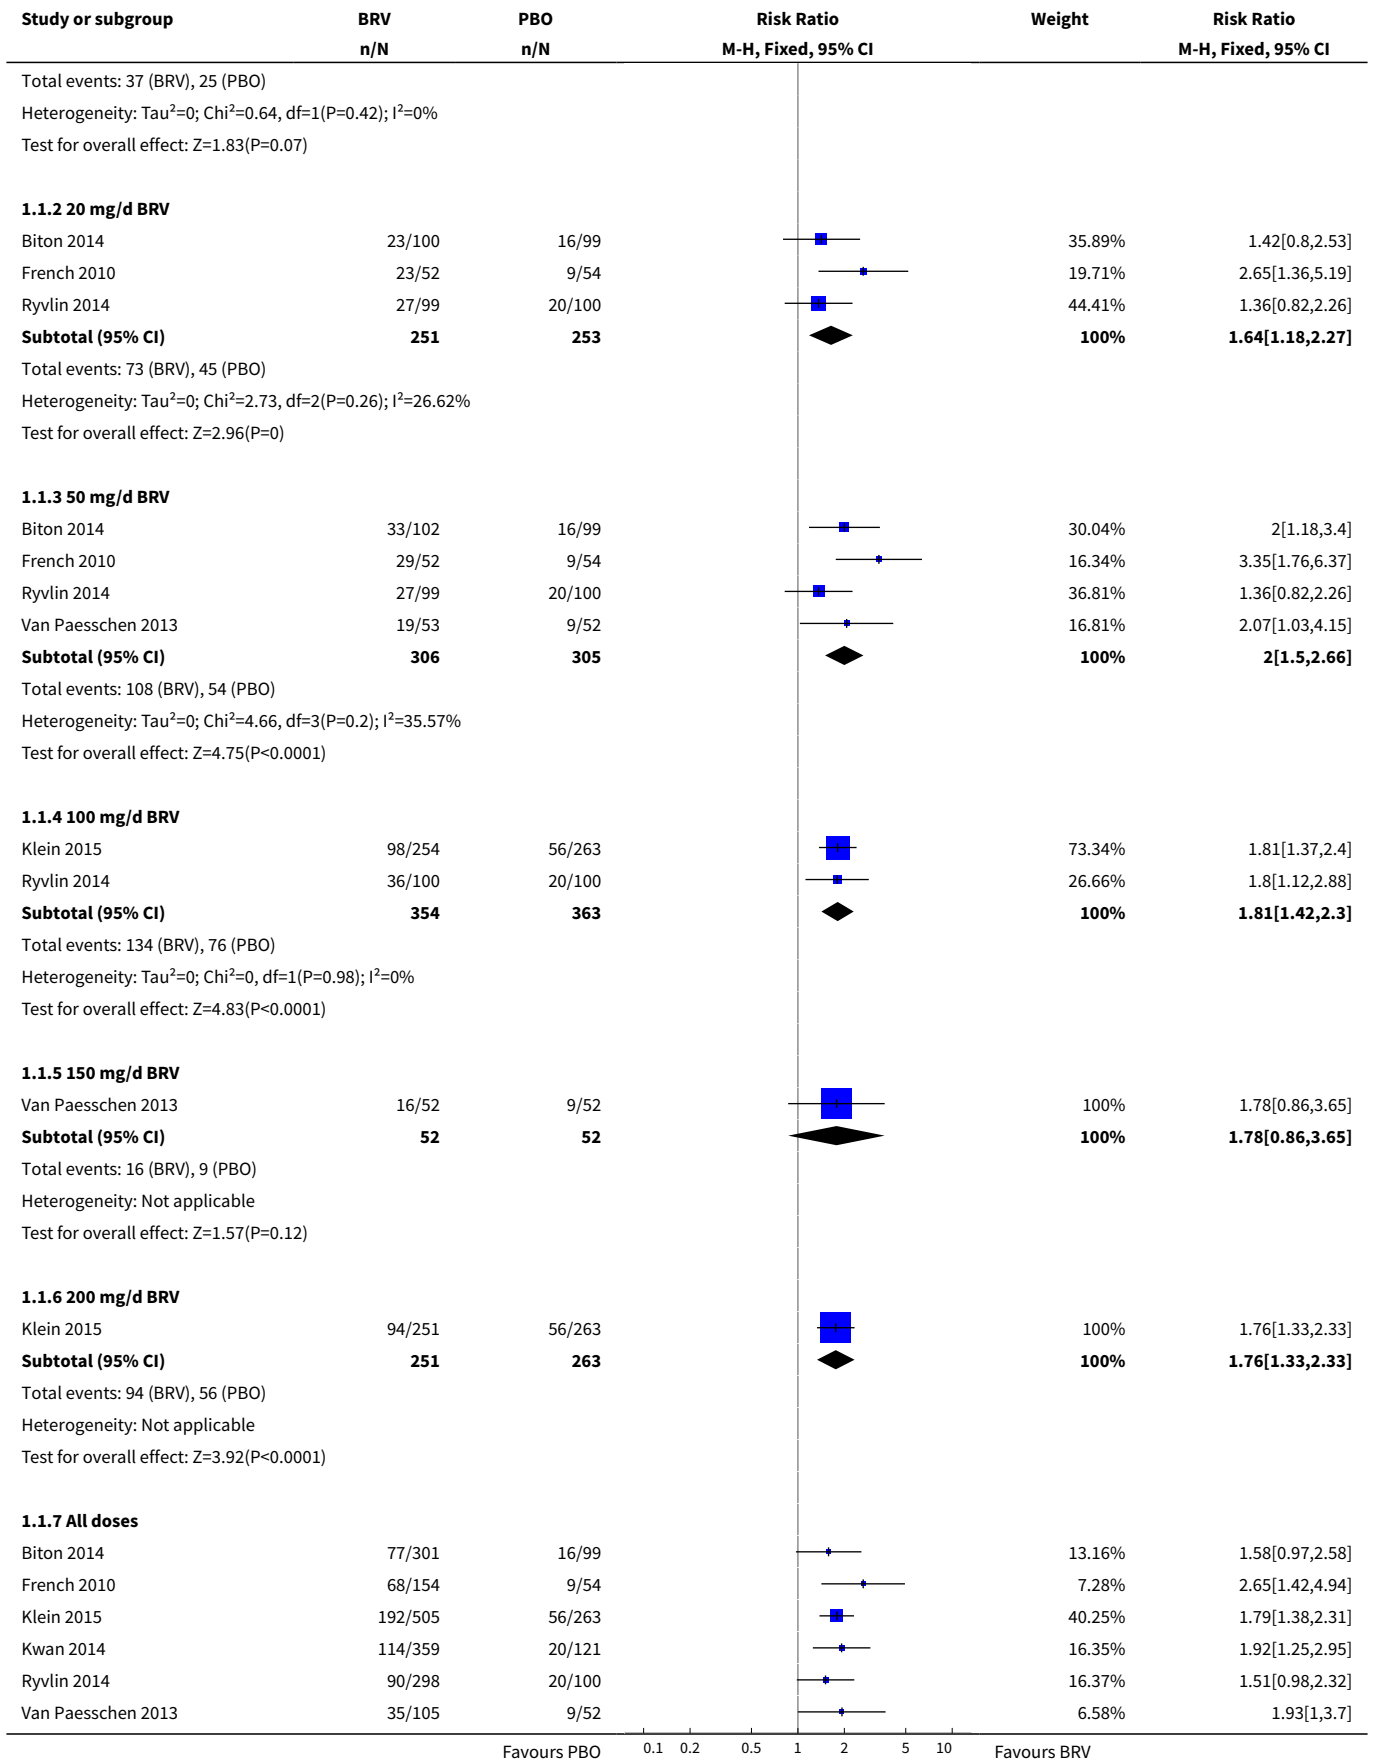 Study or subgroup BRV PBO Risk Ratio Weight Risk Ratio
n/N n/N M-H, Fixed, 95% CI M-H, Fixed, 95% CI
Total events: 37 (BRV), 25 (PBO)
Heterogeneity: Tau²=0; Chi²=0.64, df=1(P=0.42); I²=0%
Test for overall effect: Z=1.83(P=0.07)
1.1.2 20 mg/d BRV
Biton 2014 23/100 16/99 35.89% 1.42[0.8,2.53]
French 2010 23/52 9/54 19.71% 2.65[1.36,5.19]
Ryvlin 2014 27/99 20/100 44.41% 1.36[0.82,2.26]
Subtotal (95% CI) 251 253 100% 1.64[1.18,2.27]
Total events: 73 (BRV), 45 (PBO)
Heterogeneity: Tau²=0; Chi²=2.73, df=2(P=0.26); I²=26.62%
Test for overall effect: Z=2.96(P=0)
1.1.3 50 mg/d BRV
Biton 2014 33/102 16/99 30.04% 2[1.18,3.4]
French 2010 29/52 9/54 16.34% 3.35[1.76,6.37]
Ryvlin 2014 27/99 20/100 36.81% 1.36[0.82,2.26]
Van Paesschen 2013 19/53 9/52 16.81% 2.07[1.03,4.15]
Subtotal (95% CI) 306 305 100% 2[1.5,2.66]
Total events: 108 (BRV), 54 (PBO)
Heterogeneity: Tau²=0; Chi²=4.66, df=3(P=0.2); I²=35.57%
Test for overall effect: Z=4.75(P<0.0001)
1.1.4 100 mg/d BRV
Klein 2015 98/254 56/263 73.34% 1.81[1.37,2.4]
Ryvlin 2014 36/100 20/100 26.66% 1.8[1.12,2.88]
Subtotal (95% CI) 354 363 100% 1.81[1.42,2.3]
Total events: 134 (BRV), 76 (PBO)
Heterogeneity: Tau²=0; Chi²=0, df=1(P=0.98); I²=0%
Test for overall effect: Z=4.83(P<0.0001)
1.1.5 150 mg/d BRV
Van Paesschen 2013 16/52 9/52 100% 1.78[0.86,3.65]
Subtotal (95% CI) 52 52 100% 1.78[0.86,3.65]
Total events: 16 (BRV), 9 (PBO)
Heterogeneity: Not applicable
Test for overall effect: Z=1.57(P=0.12)
1.1.6 200 mg/d BRV
Klein 2015 94/251 56/263 100% 1.76[1.33,2.33]
Subtotal (95% CI) 251 263 100% 1.76[1.33,2.33]
Total events: 94 (BRV), 56 (PBO)
Heterogeneity: Not applicable
Test for overall effect: Z=3.92(P<0.0001)
1.1.7 All doses
Biton 2014 77/301 16/99 13.16% 1.58[0.97,2.58]
French 2010 68/154 9/54 7.28% 2.65[1.42,4.94]
Klein 2015 192/505 56/263 40.25% 1.79[1.38,2.31]
Kwan 2014 114/359 20/121 16.35% 1.92[1.25,2.95]
Ryvlin 2014 90/298 20/100 16.37% 1.51[0.98,2.32]
Van Paesschen 2013 35/105 9/52 6.58% 1.93[1,3.7]
Favours PBO 0.1 0.2 0.5 1 2 5 10 Favours BRV